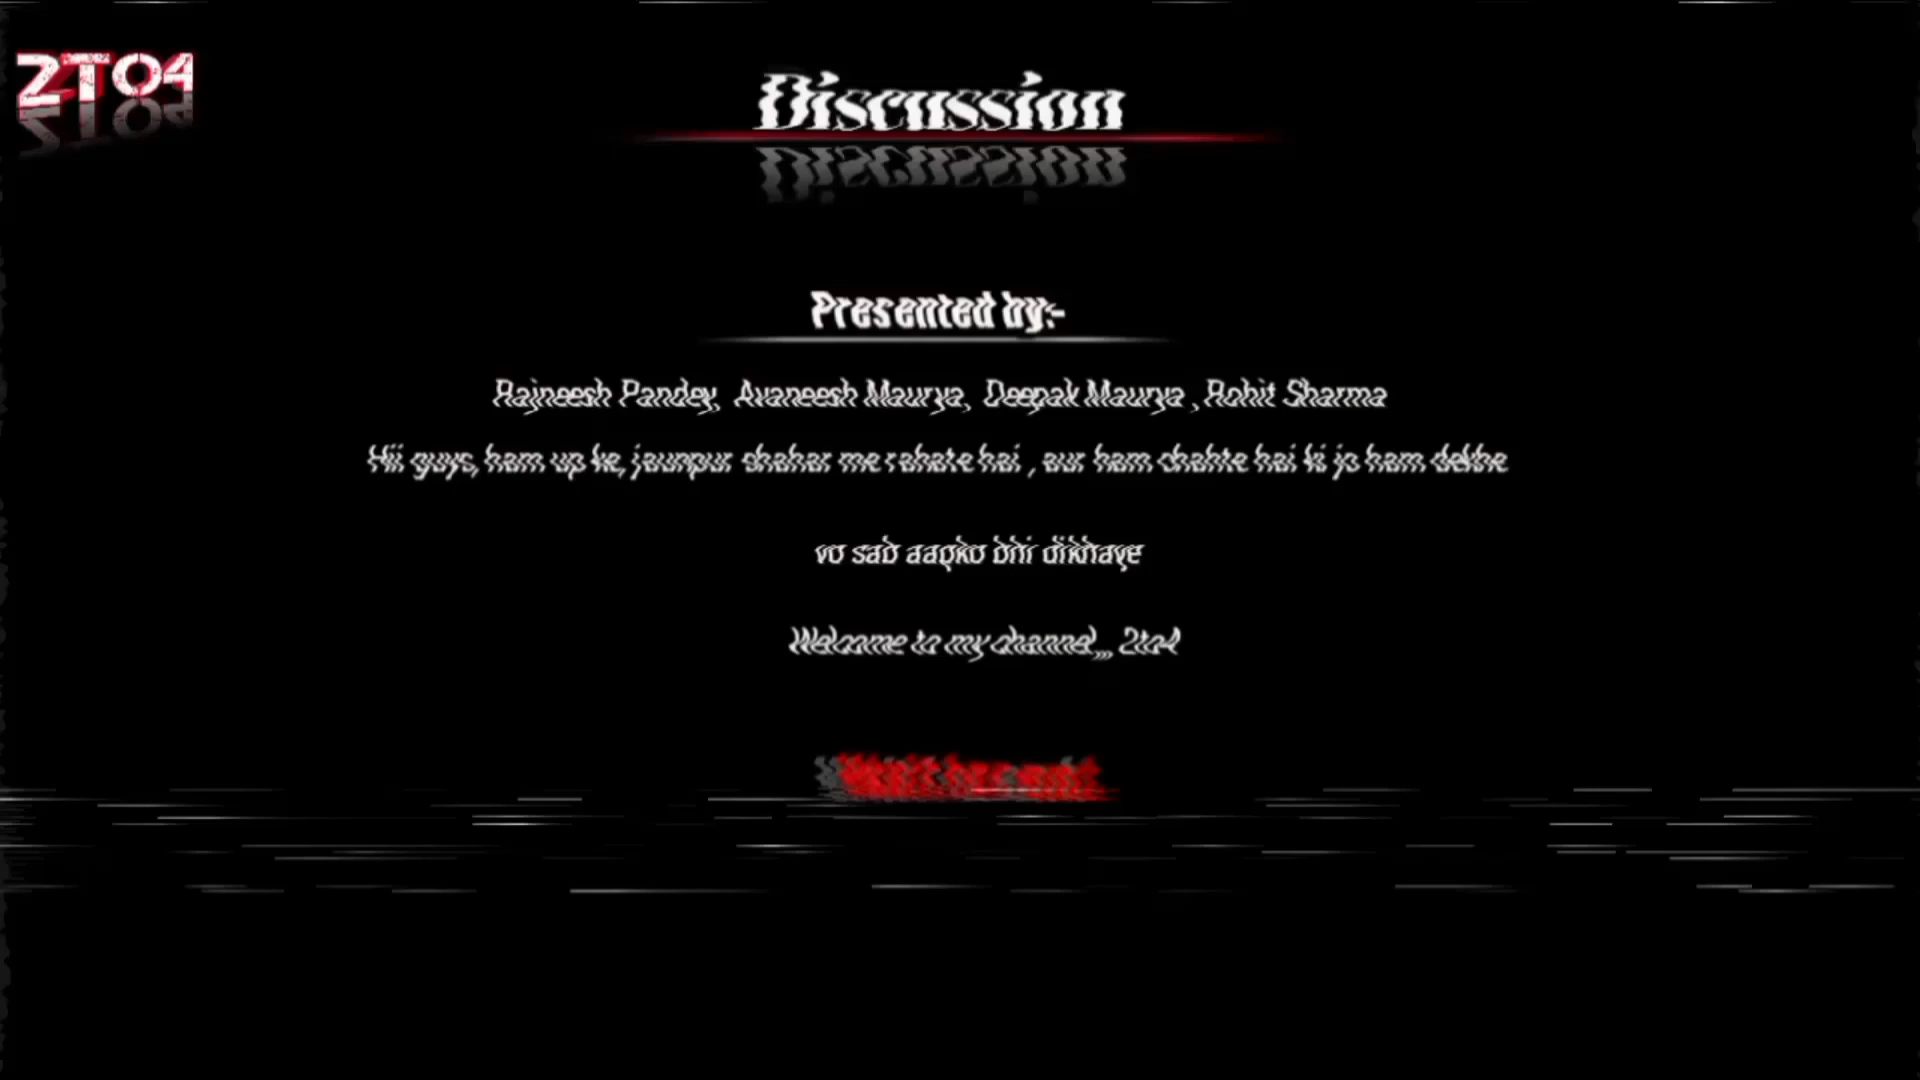 2TO4
Discussion
Presented by:-
Rajneesh Pandey, Avaneesh Maurya, Deepak Maurya , Rohit Sharma
Hii guys, ham up ke, jaunpur shahar me rahate hai , aur ham chahte hai ki jo ham dekhe
vo sab aapko bhi dikhaye
Welcome to my channel,,, 2to4